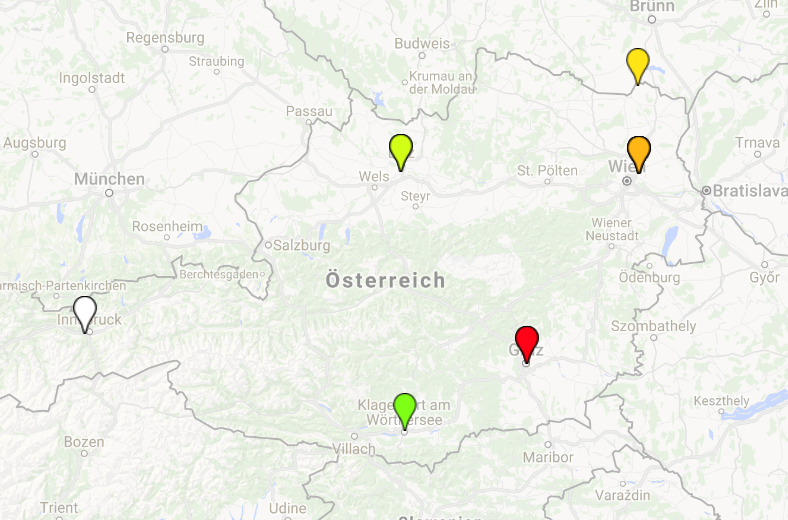 Brünn
Zlín
Regensburg
Budweis
Straubing
Ingolstadt
Krumau an
der Moldau
Passau
Augsburg
Trnava
Wien
St. Pölten
Wels
München
Bratislava
Steyr
Rosenheim
Wiener
Neustadt
Salzburg
Berchtesgaden
Ödenburg
Győr
Österreich
armisch-Partenkirchen
Szombathely
Graz
Keszthely
Klagenfurt am
Wörthersee
Villach
Bozen
Maribor
Varaždin
Trient
Udine